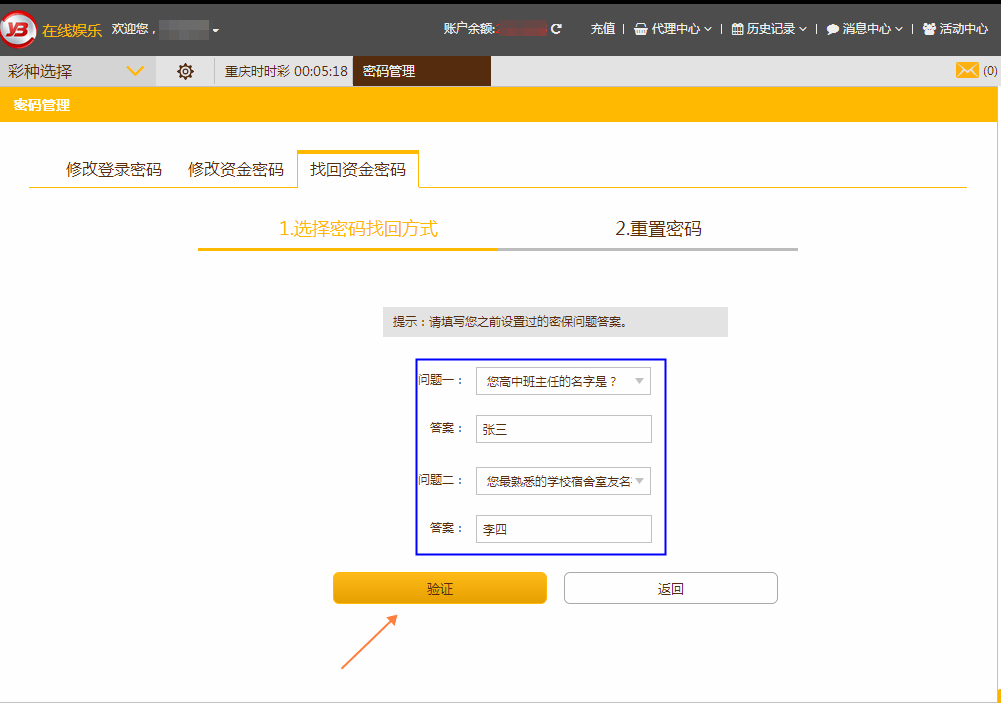 YB 在线娱乐 欢迎您， 账户余额: 充值 代理中心 历史记录 消息中心 活动中心
彩种选择 重庆时时彩 00:05:18 密码管理 (0)
密码管理
修改登录密码 修改资金密码 找回资金密码
1.选择密码找回方式 2.重置密码
提示：请填写您之前设置过的密保问题答案。
问题一： 您高中班主任的名字是？
答案： 张三
问题二： 您最熟悉的学校宿舍室友名
答案： 李四
验证 返回